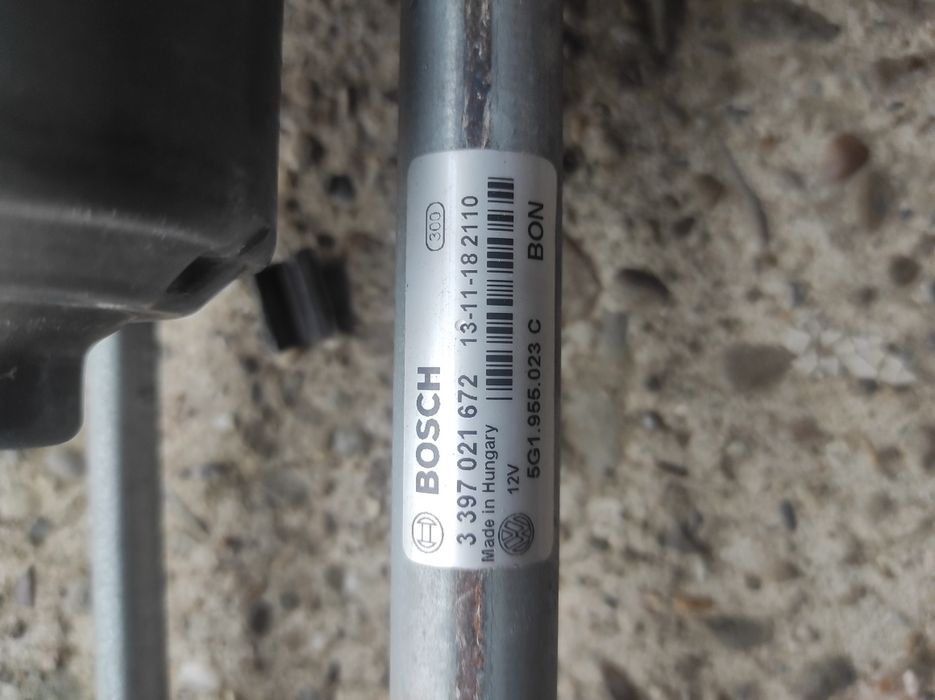 300
BOSCH
3 397 021 672 13-11-18 2110
Made in Hungary
12V
5G1.955.023 C BON